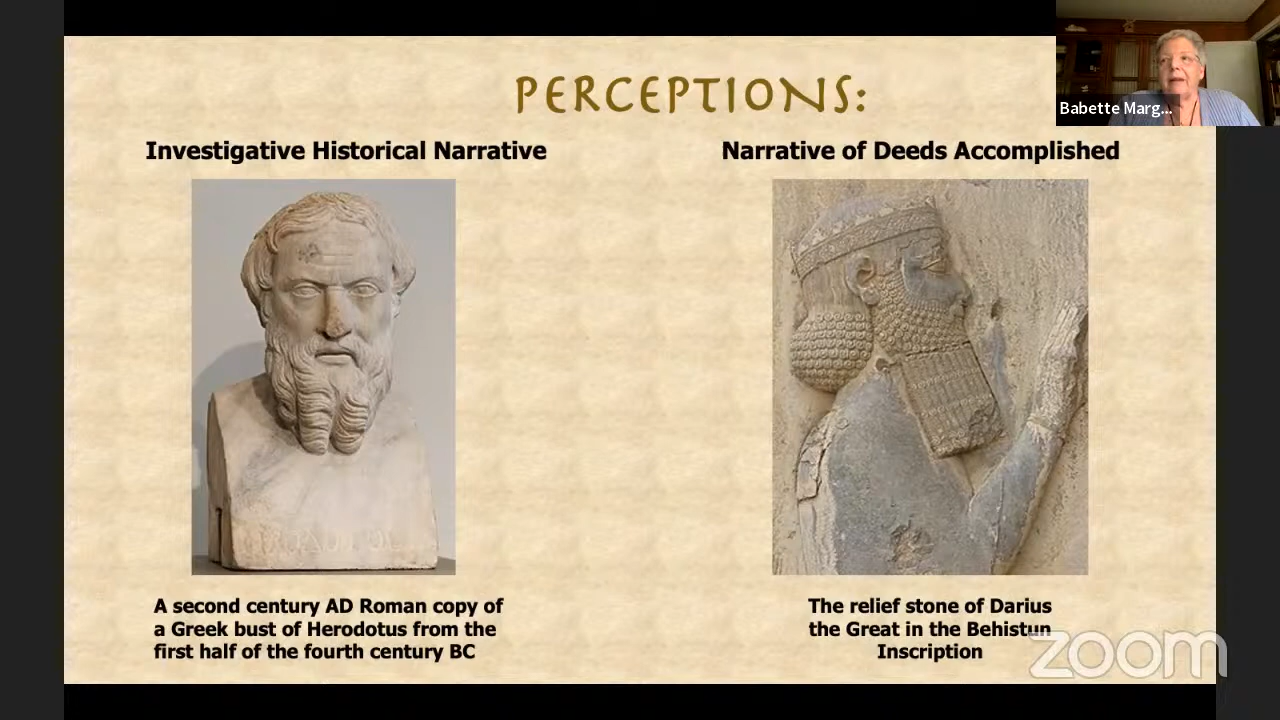 PERCEPTIONS:
Babette Marg...
Investigative Historical Narrative
Narrative of Deeds Accomplished
A second century AD Roman copy of
a Greek bust of Herodotus from the
first half of the fourth century BC
The relief stone of Darius
the Great in the Behistun
Inscription
zoom